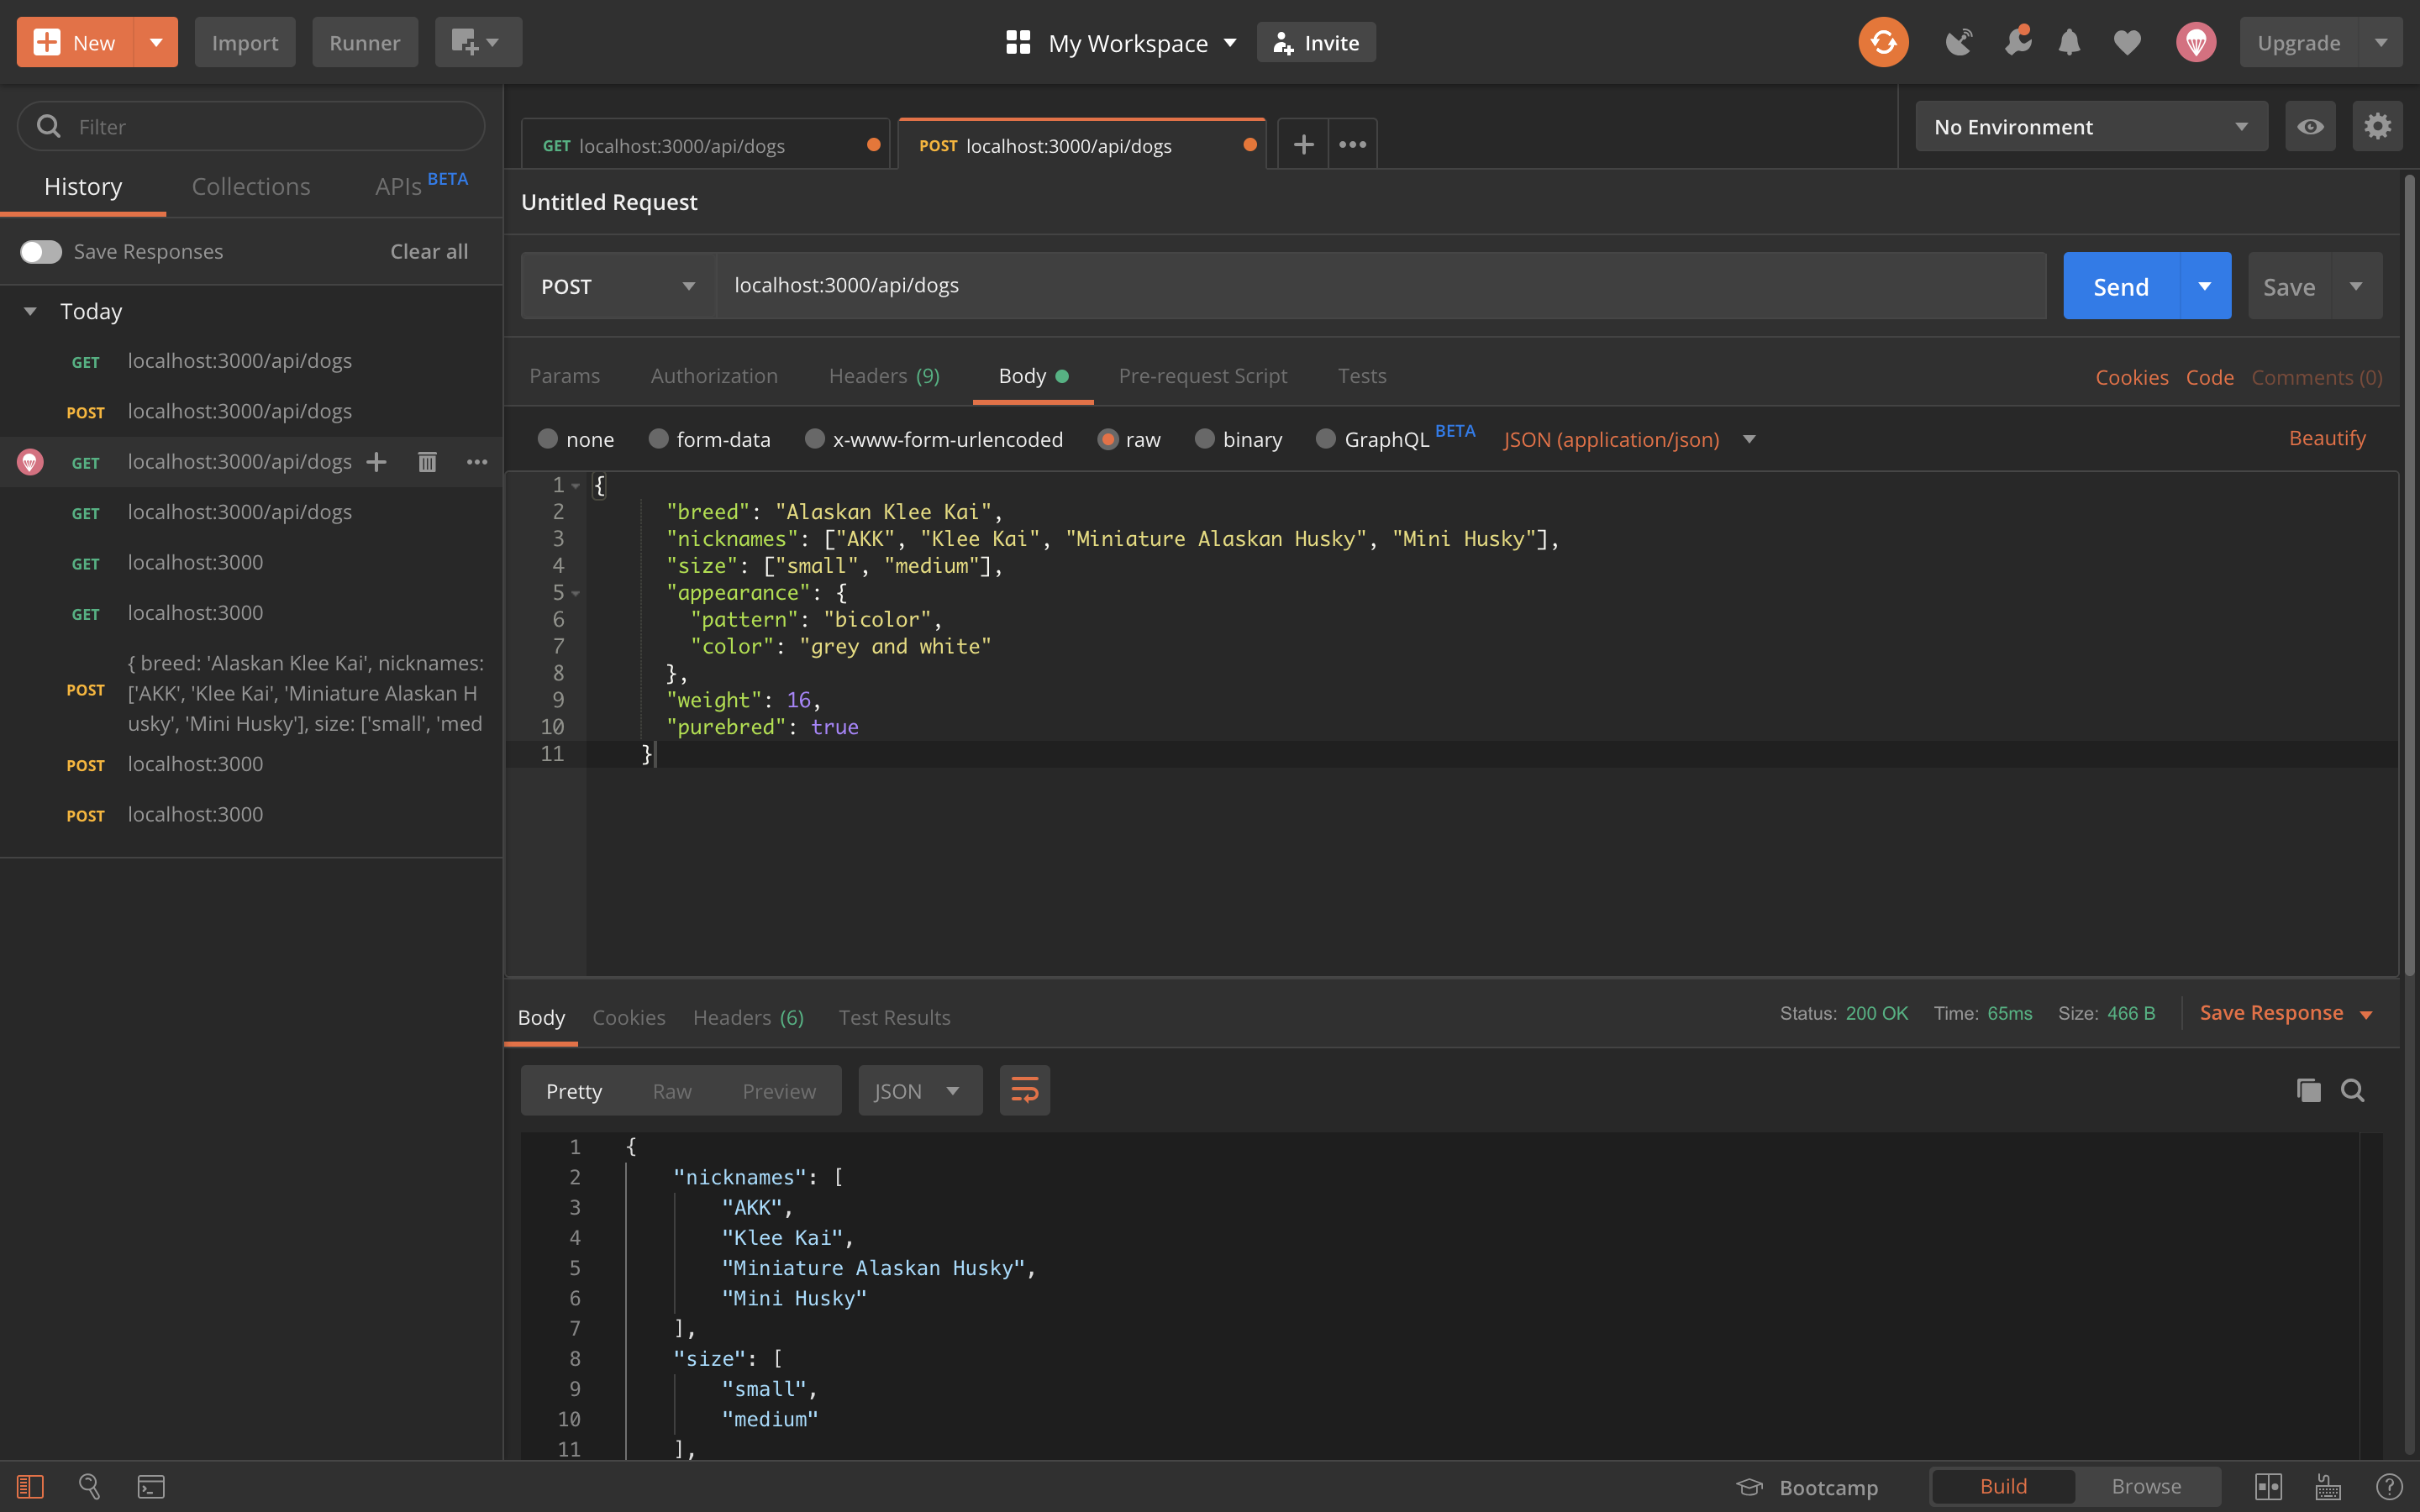 New Import Runner My Workspace Invite Upgrade
Filter
History Collections APIs BETA
Save Responses Clear all
Today
GET localhost:3000/api/dogs
POST localhost:3000/api/dogs
GET localhost:3000/api/dogs
GET localhost:3000/api/dogs
GET localhost:3000
GET localhost:3000
POST { breed: 'Alaskan Klee Kai', nicknames:
['AKK', 'Klee Kai', 'Miniature Alaskan H
usky', 'Mini Husky'], size: ['small', 'med
POST localhost:3000
POST localhost:3000
GET localhost:3000/api/dogs POST localhost:3000/api/dogs No Environment
Untitled Request
POST localhost:3000/api/dogs Send Save
Params Authorization Headers (9) Body Pre-request Script Tests Cookies Code Comments (0)
none form-data x-www-form-urlencoded raw binary GraphQL BETA JSON (application/json) Beautify
1 {
2 "breed": "Alaskan Klee Kai",
3 "nicknames": ["AKK", "Klee Kai", "Miniature Alaskan Husky", "Mini Husky"],
4 "size": ["small", "medium"],
5 "appearance": {
6 "pattern": "bicolor",
7 "color": "grey and white"
8 },
9 "weight": 16,
10 "purebred": true
11 }
Body Cookies Headers (6) Test Results Status: 200 OK Time: 65ms Size: 466 B Save Response
Pretty Raw Preview JSON
1 {
2 "nicknames": [
3 "AKK",
4 "Klee Kai",
5 "Miniature Alaskan Husky",
6 "Mini Husky"
7 ],
8 "size": [
9 "small",
10 "medium"
11 ],
Bootcamp Build Browse